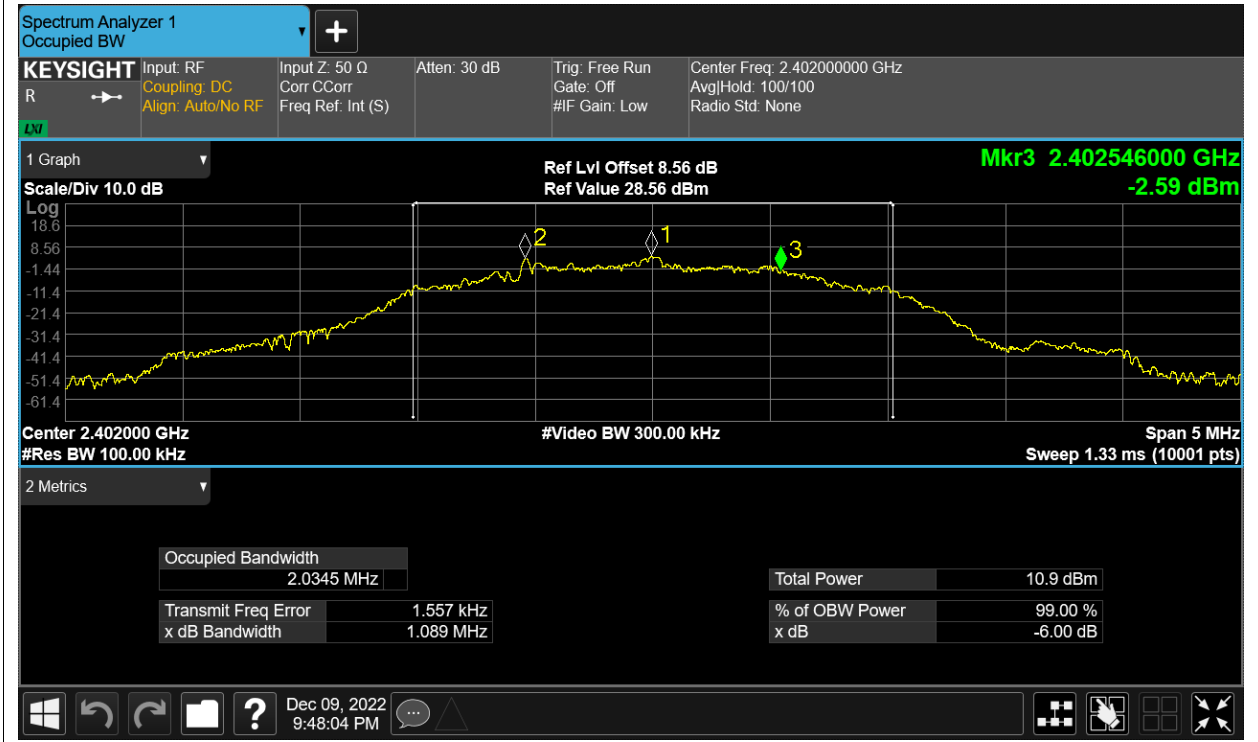 Spectrum Analyzer 1
Occupied BW
KEYSIGHT
R
LXI
Input: RF
Coupling: DC
Align: Auto/No RF
Input Z: 50 Ω
Corr CCorr
Freq Ref: Int (S)
Atten: 30 dB
Trig: Free Run
Gate: Off
#IF Gain: Low
Center Freq: 2.402000000 GHz
Avg|Hold: 100/100
Radio Std: None
1 Graph
Scale/Div 10.0 dB
Ref Lvl Offset 8.56 dB
Ref Value 28.56 dBm
Mkr3 2.402546000 GHz
-2.59 dBm
Log
18.6
8.56
-1.44
-11.4
-21.4
-31.4
-41.4
-51.4
-61.4
2
1
3
Center 2.402000 GHz
#Res BW 100.00 kHz
#Video BW 300.00 kHz
Span 5 MHz
Sweep 1.33 ms (10001 pts)
2 Metrics
Occupied Bandwidth
2.0345 MHz
Transmit Freq Error 1.557 kHz
x dB Bandwidth 1.089 MHz
Total Power 10.9 dBm
% of OBW Power 99.00 %
x dB -6.00 dB
?
Dec 09, 2022
9:48:04 PM